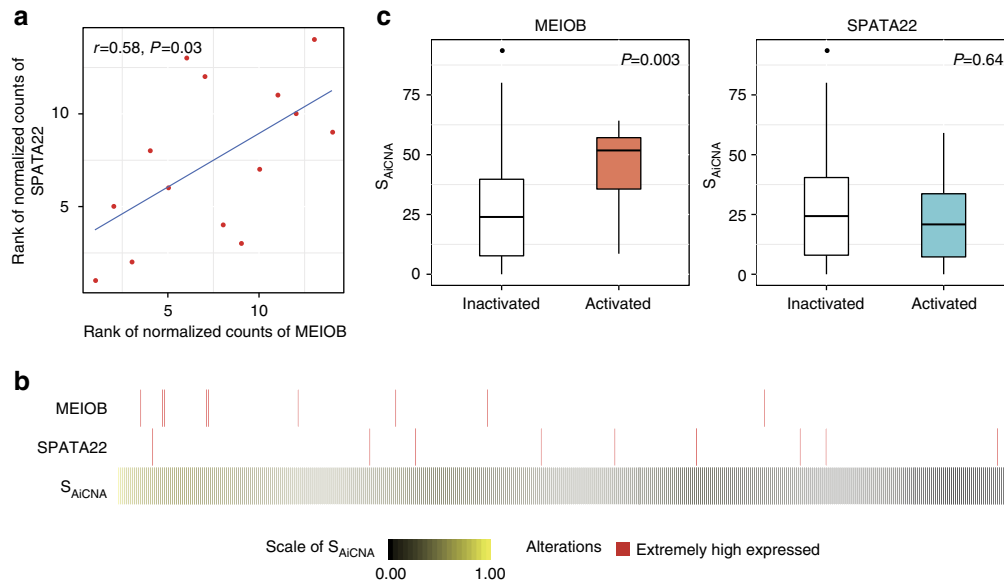 a
r=0.58, P=0.03
Rank of normalized counts of
SPATA22
10
5
5
10
Rank of normalized counts of MEIOB
c
MEIOB
P=0.003
S_AiCNA
75
50
25
0
Inactivated
Activated
SPATA22
P=0.64
S_AiCNA
75
50
25
0
Inactivated
Activated
b
MEIOB
SPATA22
S_AiCNA
Scale of S_AiCNA
0.00
1.00
Alterations
Extremely high expressed